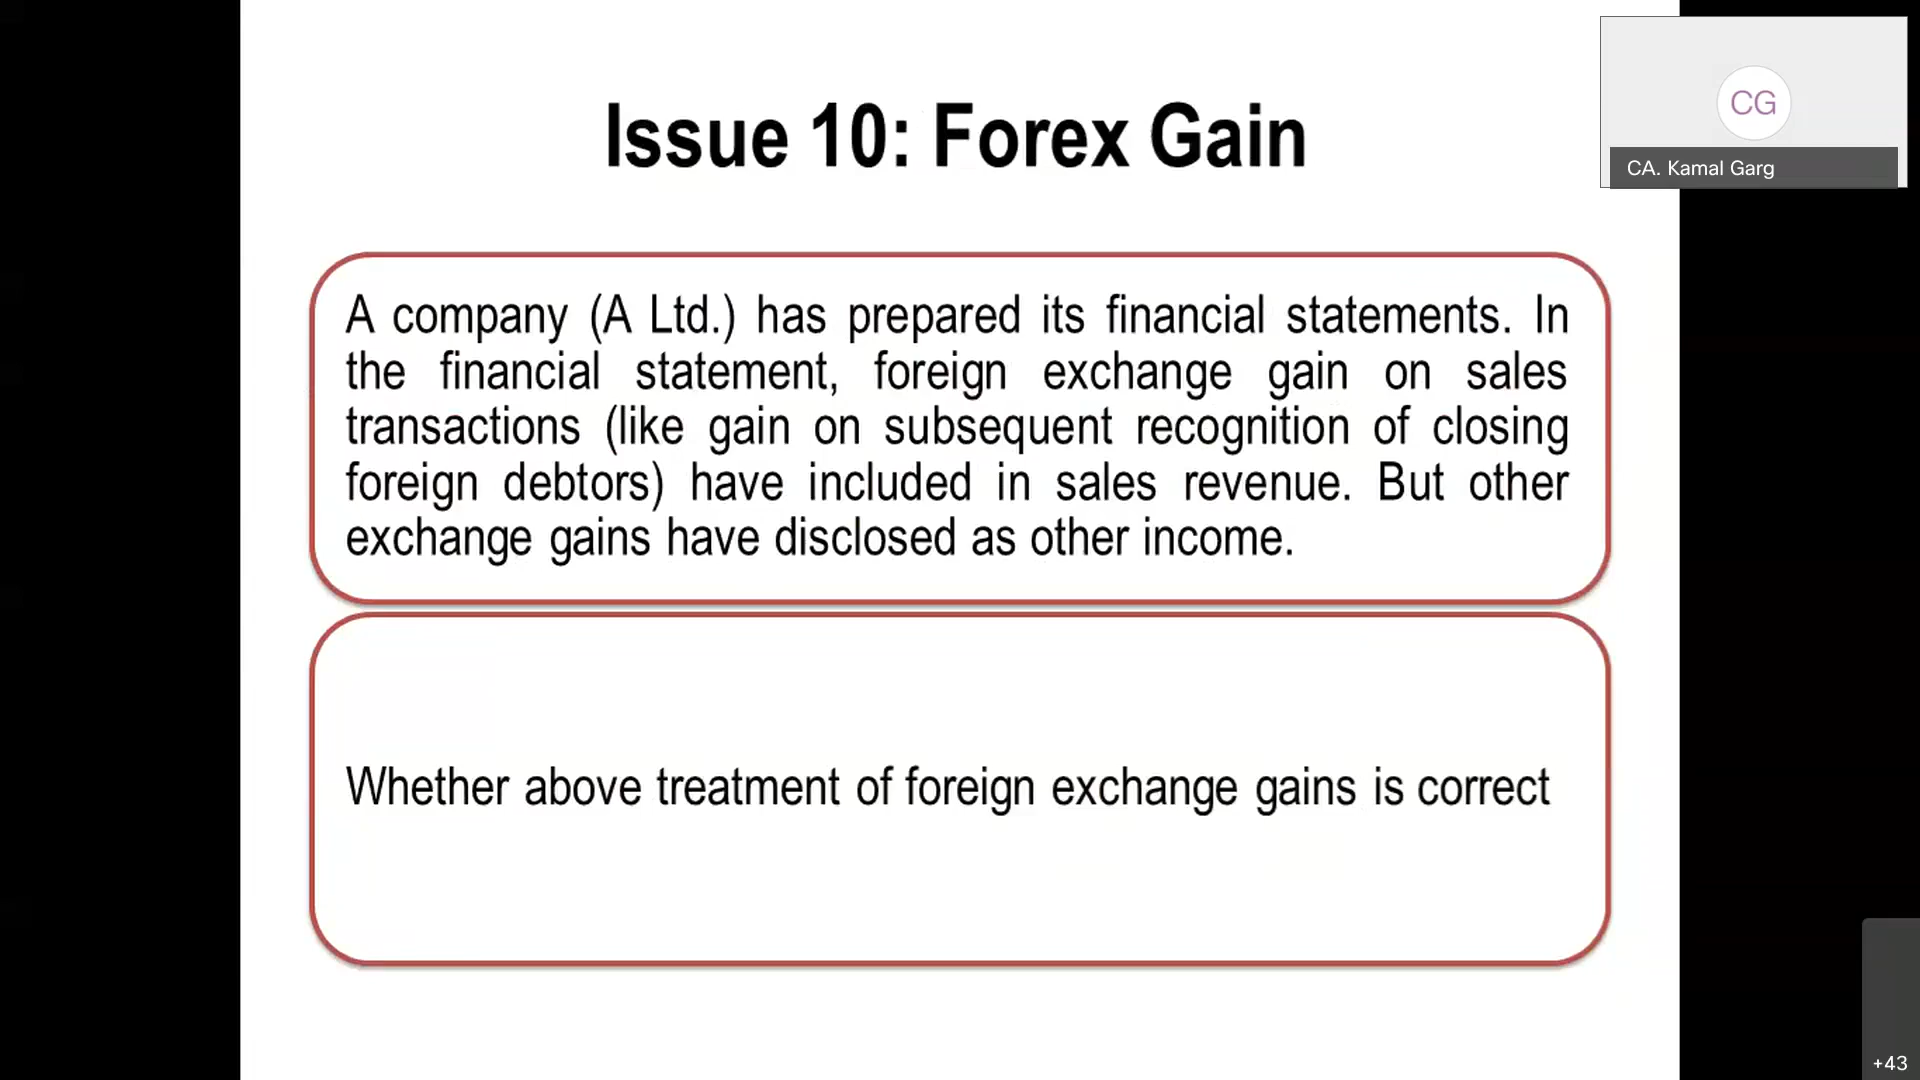 Issue 10: Forex Gain
CG
CA. Kamal Garg
A company (A Ltd.) has prepared its financial statements. In
the financial statement, foreign exchange gain on sales
transactions (like gain on subsequent recognition of closing
foreign debtors) have included in sales revenue. But other
exchange gains have disclosed as other income.
Whether above treatment of foreign exchange gains is correct
+43